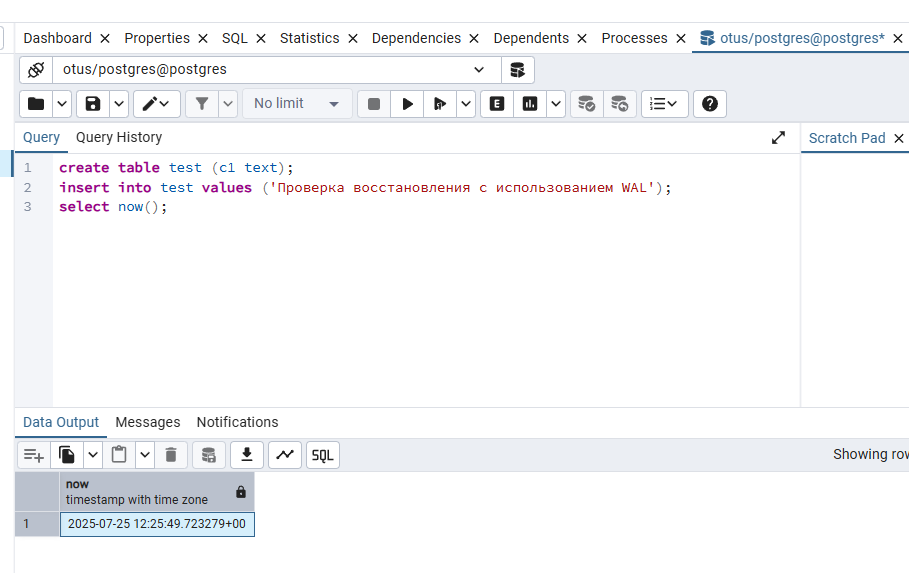 Dashboard Properties SQL Statistics Dependencies Dependents Processes otus/postgres@postgres*
otus/postgres@postgres
No limit E
Query Query History Scratch Pad
1 create table test (c1 text);
2 insert into test values ('Проверка восстановления с использованием WAL');
3 select now();
Data Output Messages Notifications
SQL Showing row
now
timestamp with time zone
1 2025-07-25 12:25:49.723279+00